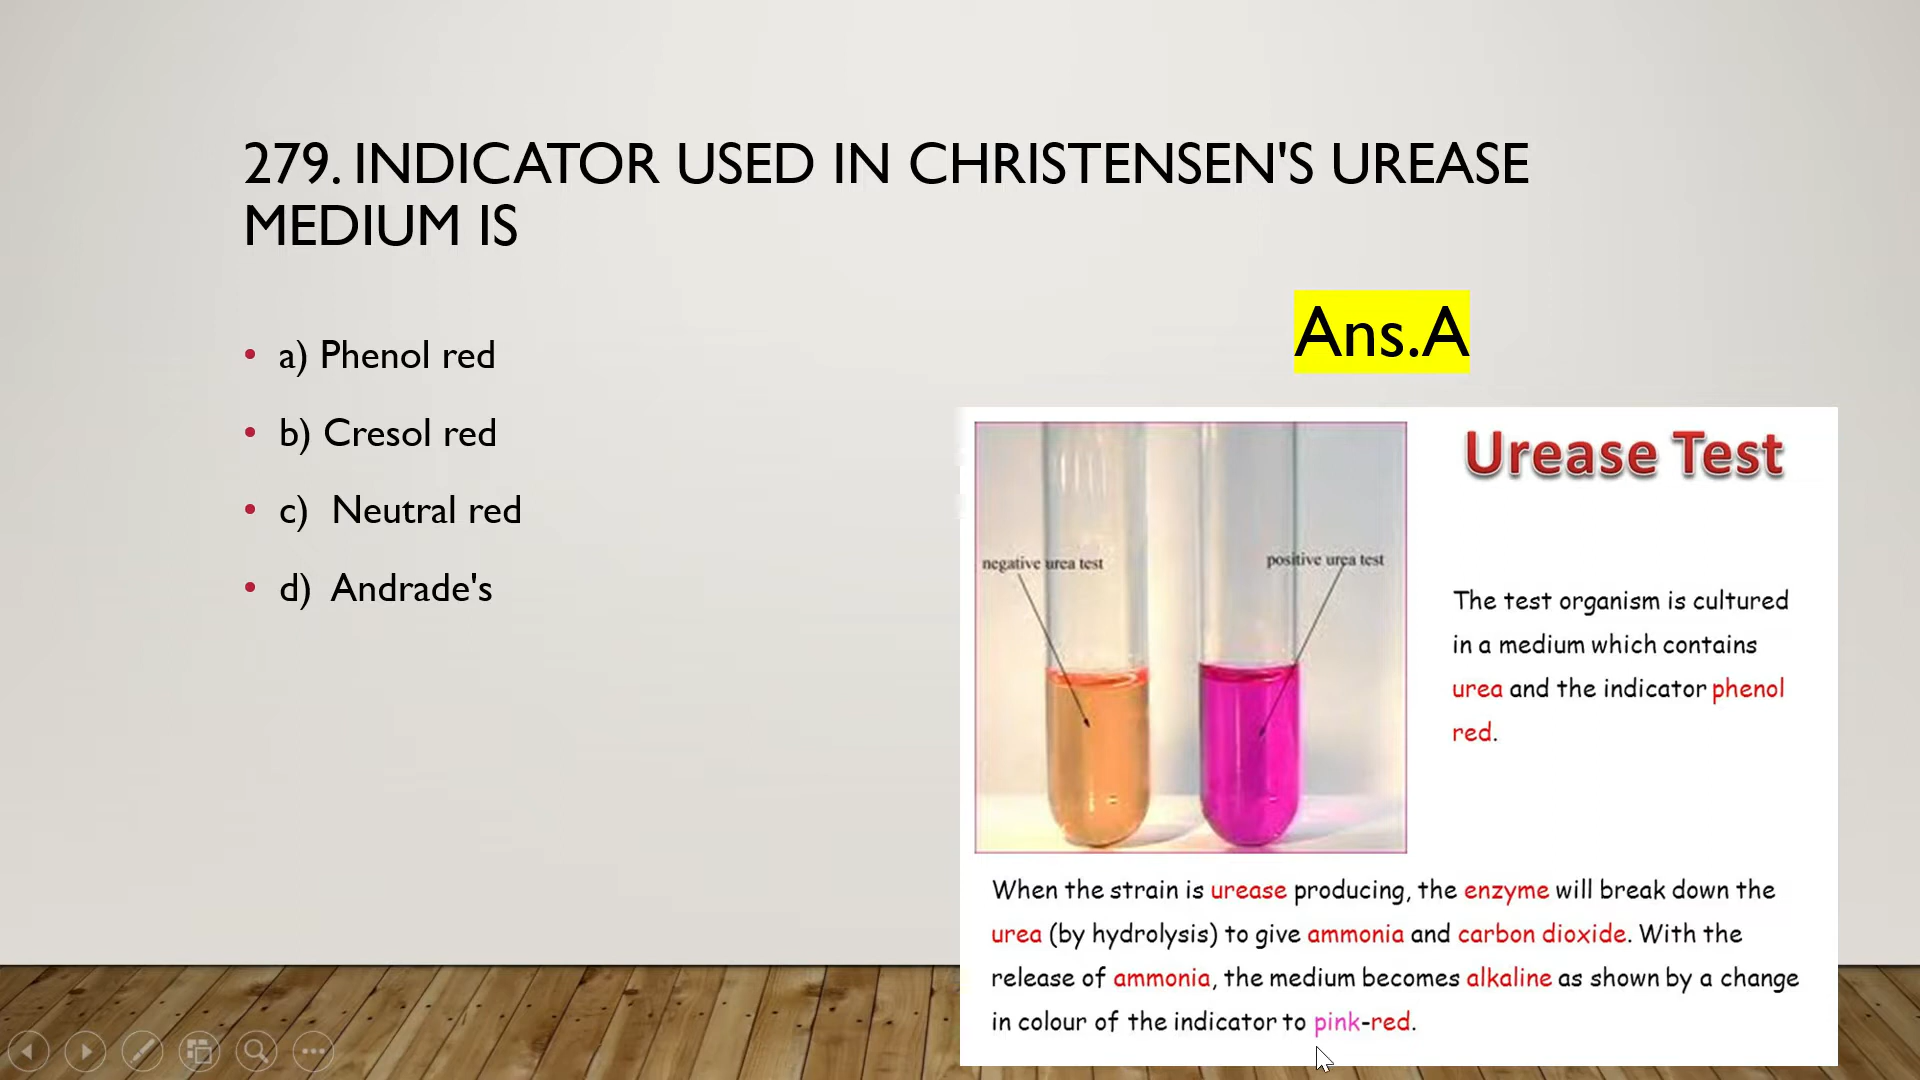 279. INDICATOR USED IN CHRISTENSEN'S UREASE
MEDIUM IS
Ans.A
• a) Phenol red
• b) Cresol red
• c) Neutral red
• d) Andrade's
Urease Test
negative urea test
positive urea test
The test organism is cultured
in a medium which contains
urea and the indicator phenol
red.
When the strain is urease producing, the enzyme will break down the
urea (by hydrolysis) to give ammonia and carbon dioxide. With the
release of ammonia, the medium becomes alkaline as shown by a change
in colour of the indicator to pink-red.